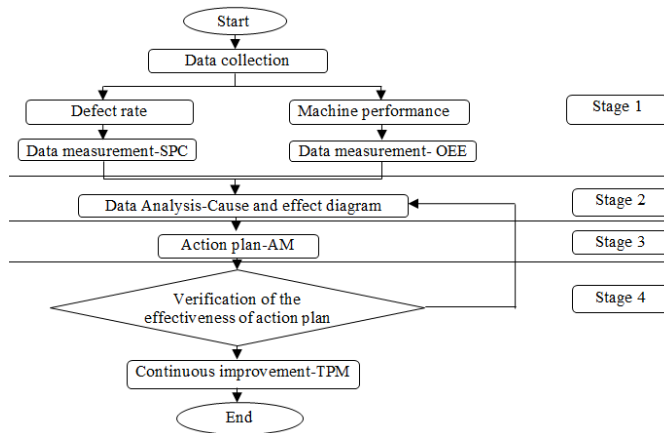 Start
Data collection
Defect rate
Machine performance
Stage 1
Data measurement-SPC
Data measurement- OEE
Data Analysis-Cause and effect diagram
Stage 2
Action plan-AM
Stage 3
Verification of the
effectiveness of action plan
Stage 4
Continuous improvement-TPM
End